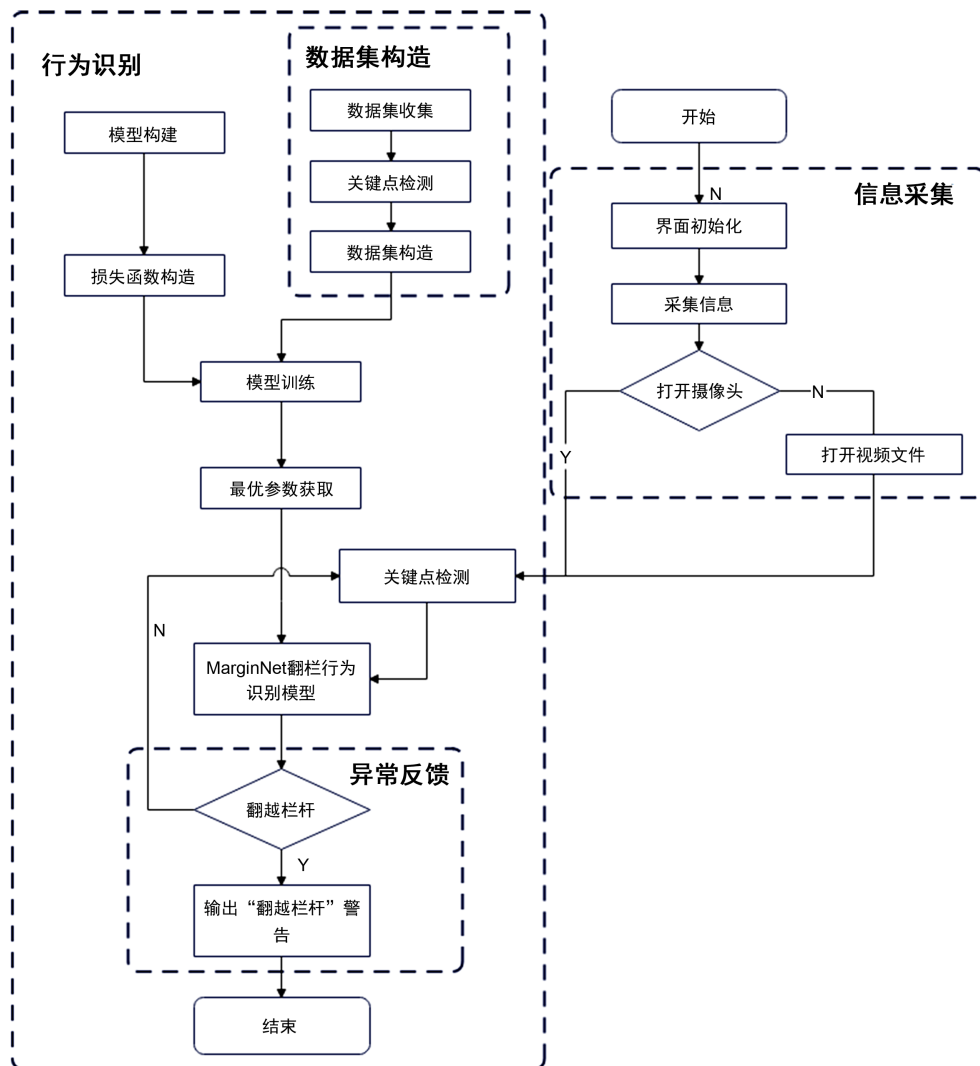 行为识别
数据集构造
数据集收集
关键点检测
数据集构造
模型构建
损失函数构造
模型训练
最优参数获取
开始
N
信息采集
界面初始化
采集信息
打开摄像头
N
Y
打开视频文件
关键点检测
N
MarginNet翻栏行为
识别模型
异常反馈
翻越栏杆
Y
输出“翻越栏杆”警
告
结束